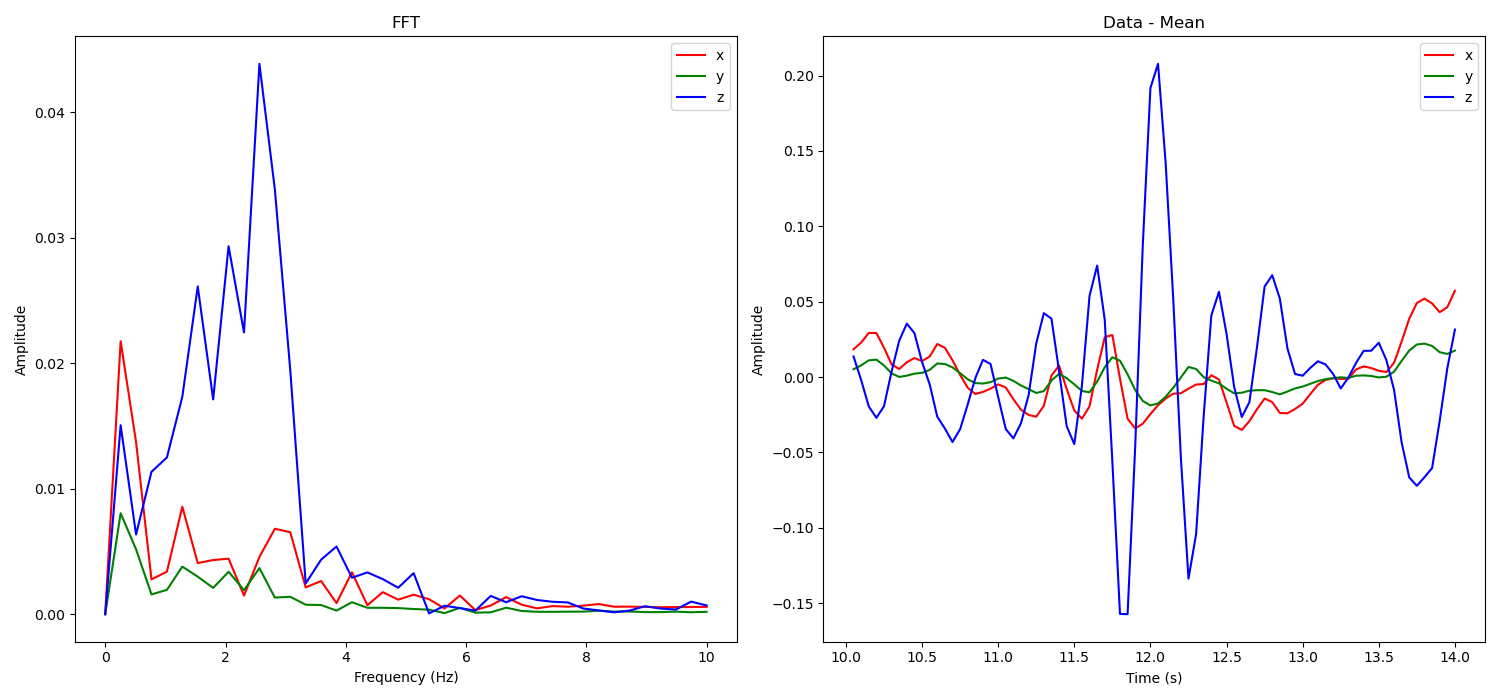 FFT
x
y
z
0.04
0.03
0.02
0.01
0.00
Amplitude
0
2
4
6
8
10
Frequency (Hz)
Data - Mean
x
y
z
0.20
0.15
0.10
0.05
0.00
−0.05
−0.10
−0.15
Amplitude
10.0
10.5
11.0
11.5
12.0
12.5
13.0
13.5
14.0
Time (s)